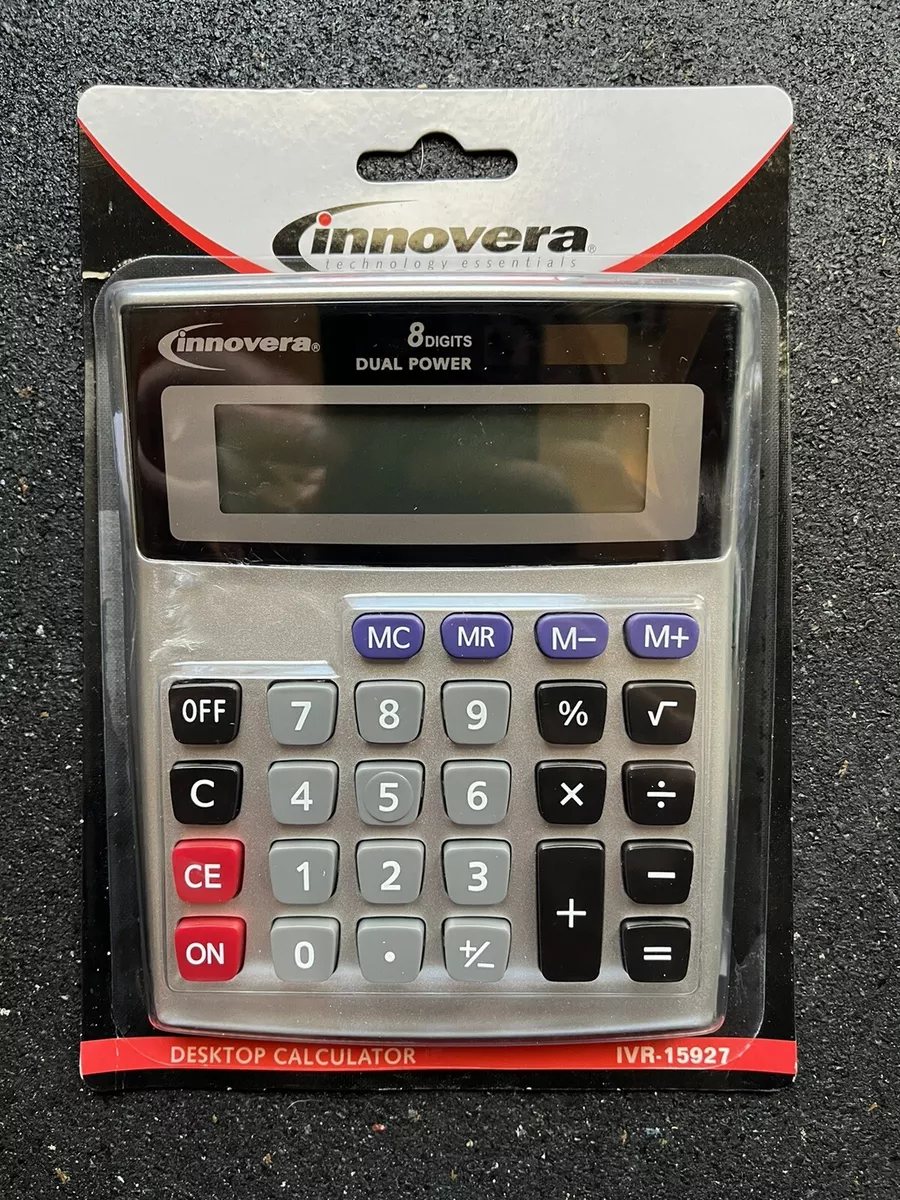 innovera®
technology essentials
innovera®
8 DIGITS
DUAL POWER
MC MR M− M+
OFF 7 8 9 % √
C 4 5 6 × ÷
CE 1 2 3 + −
ON 0 . +/− =
DESKTOP CALCULATOR IVR-15927